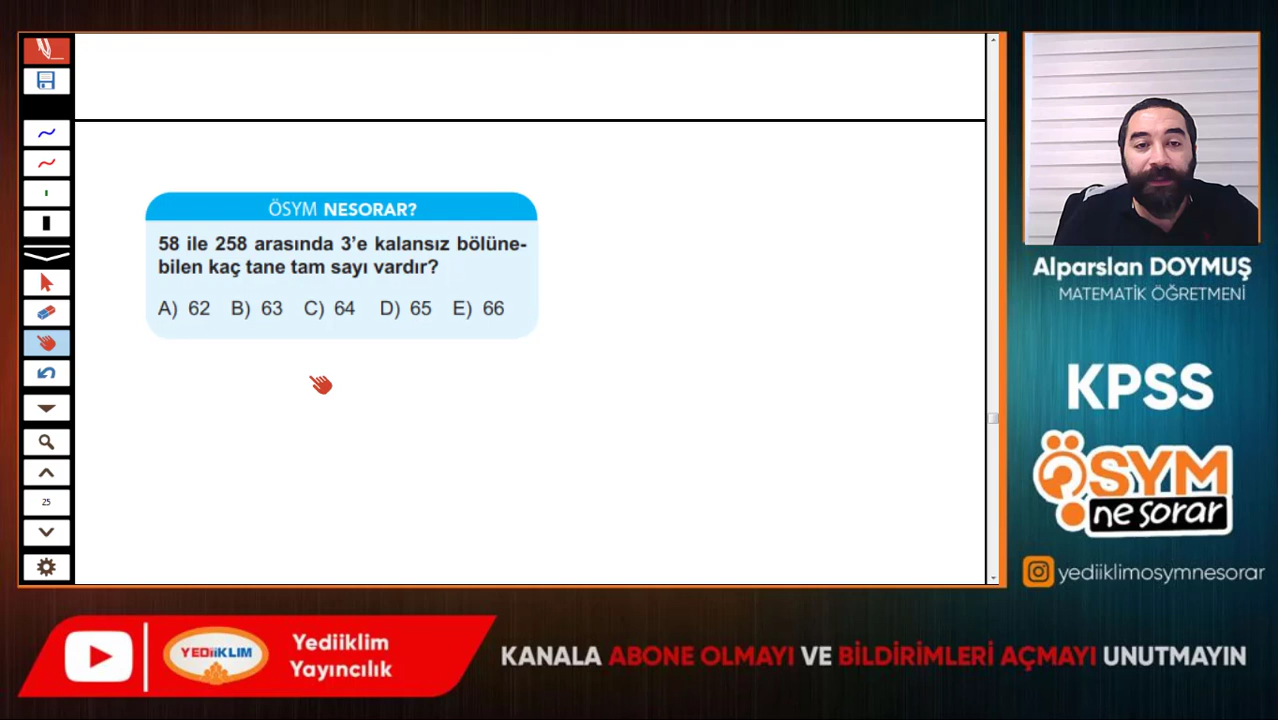 ÖSYM NESORAR?
58 ile 258 arasında 3’e kalansız bölüne-
bilen kaç tane tam sayı vardır?
A) 62 B) 63 C) 64 D) 65 E) 66
25
Alparslan DOYMUŞ
MATEMATİK ÖĞRETMENİ
KPSS
ÖSYM
ne sorar
yediiklimosymnesorar
YEDiiKLIM
Yediiklim
Yayıncılık
KANALA ABONE OLMAYI VE BİLDİRİMLERİ AÇMAYI UNUTMAYIN